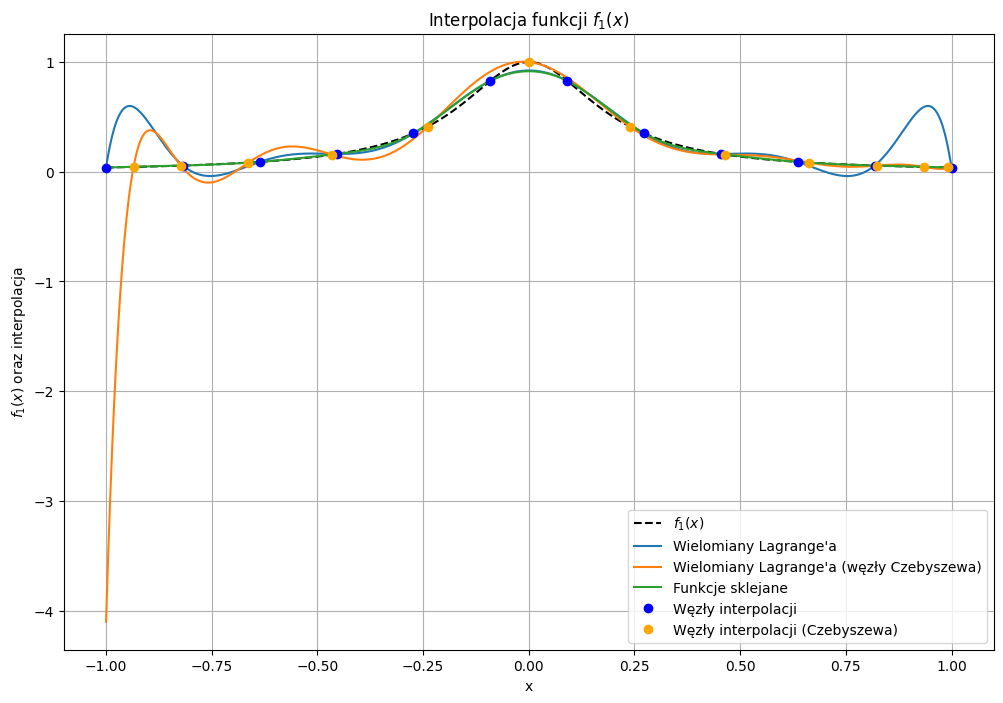 Interpolacja funkcji f₁(x)
f₁(x) oraz interpolacja
1
0
−1
−2
−3
−4
−1.00
−0.75
−0.50
−0.25
0.00
0.25
0.50
0.75
1.00
x
f₁(x)
Wielomiany Lagrange'a
Wielomiany Lagrange'a (węzły Czebyszewa)
Funkcje sklejane
Węzły interpolacji
Węzły interpolacji (Czebyszewa)